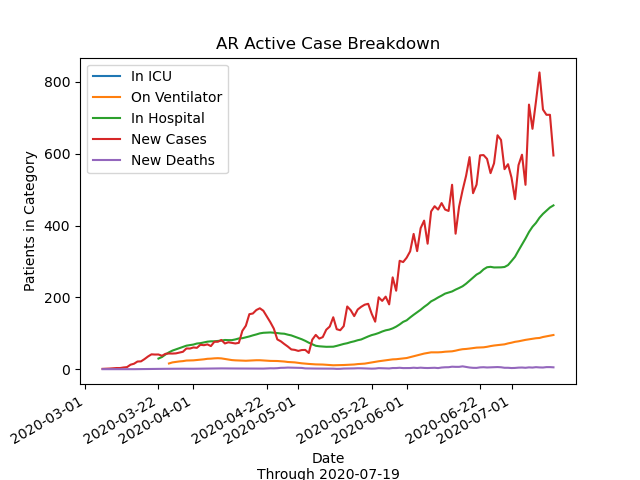 AR Active Case Breakdown
In ICU
On Ventilator
In Hospital
New Cases
New Deaths
Patients in Category
800
600
400
200
0
2020-03-01
2020-03-22
2020-04-01
2020-04-22
2020-05-01
2020-05-22
2020-06-01
2020-06-22
2020-07-01
Date
Through 2020-07-19